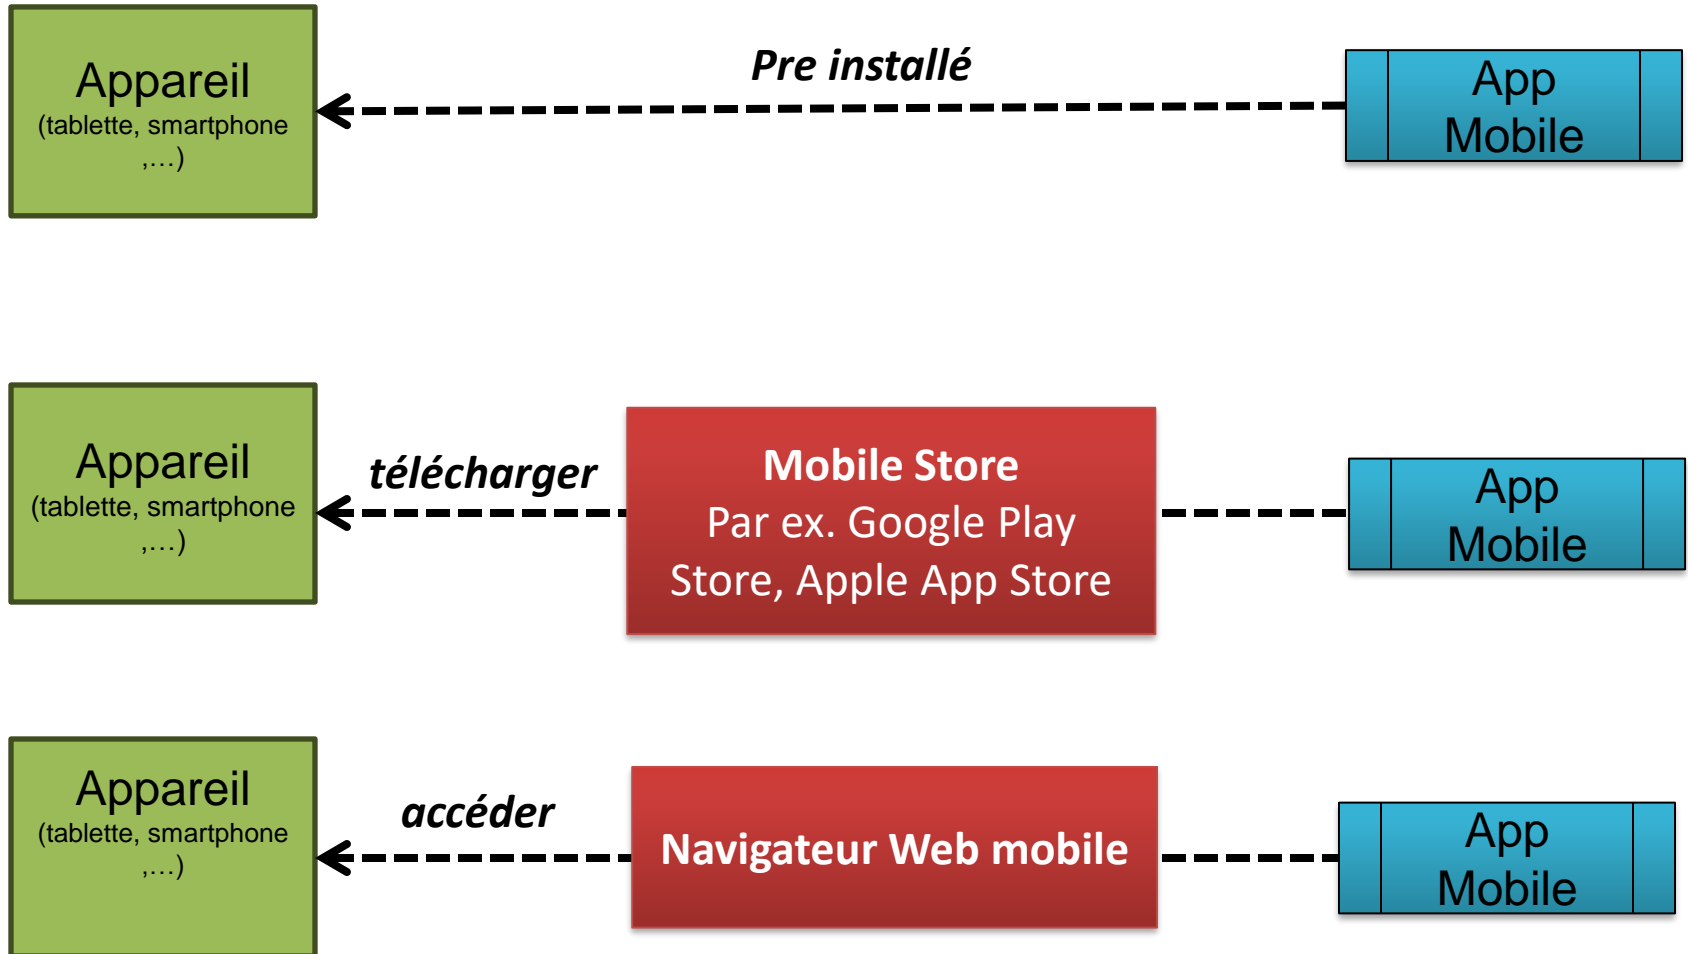 Appareil
(tablette, smartphone
,…)
Pre installé
App
Mobile
Appareil
(tablette, smartphone
,…)
télécharger
Mobile Store
Par ex. Google Play
Store, Apple App Store
App
Mobile
Appareil
(tablette, smartphone
,…)
accéder
Navigateur Web mobile
App
Mobile